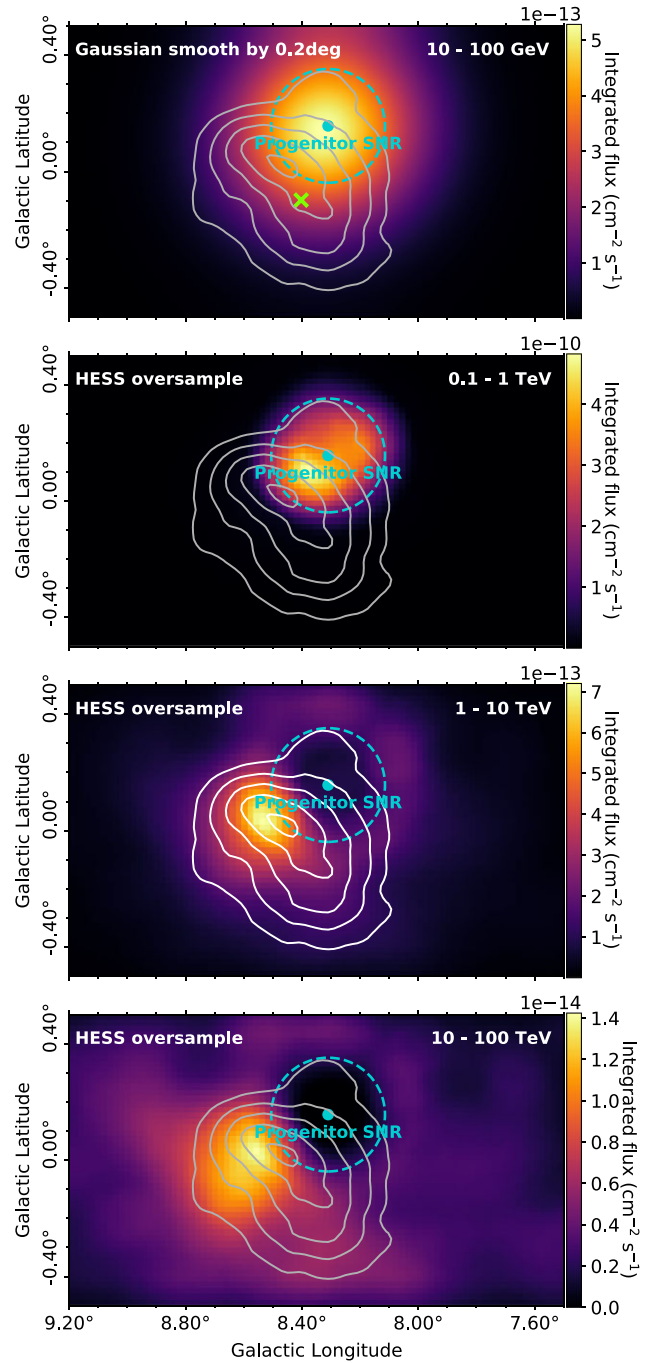 1e−13
Gaussian smooth by 0.2deg 10 - 100 GeV
Progenitor SNR
0.40°
0.00°
-0.40°
Galactic Latitude
5
4
3
2
1
Integrated flux (cm−2 s−1)
1e−10
HESS oversample 0.1 - 1 TeV
Progenitor SNR
0.40°
0.00°
-0.40°
Galactic Latitude
4
3
2
1
Integrated flux (cm−2 s−1)
1e−13
HESS oversample 1 - 10 TeV
Progenitor SNR
0.40°
0.00°
-0.40°
Galactic Latitude
7
6
5
4
3
2
1
Integrated flux (cm−2 s−1)
1e−14
HESS oversample 10 - 100 TeV
Progenitor SNR
0.40°
0.00°
-0.40°
Galactic Latitude
1.4
1.2
1.0
0.8
0.6
0.4
0.2
0.0
Integrated flux (cm−2 s−1)
9.20° 8.80° 8.40° 8.00° 7.60°
Galactic Longitude